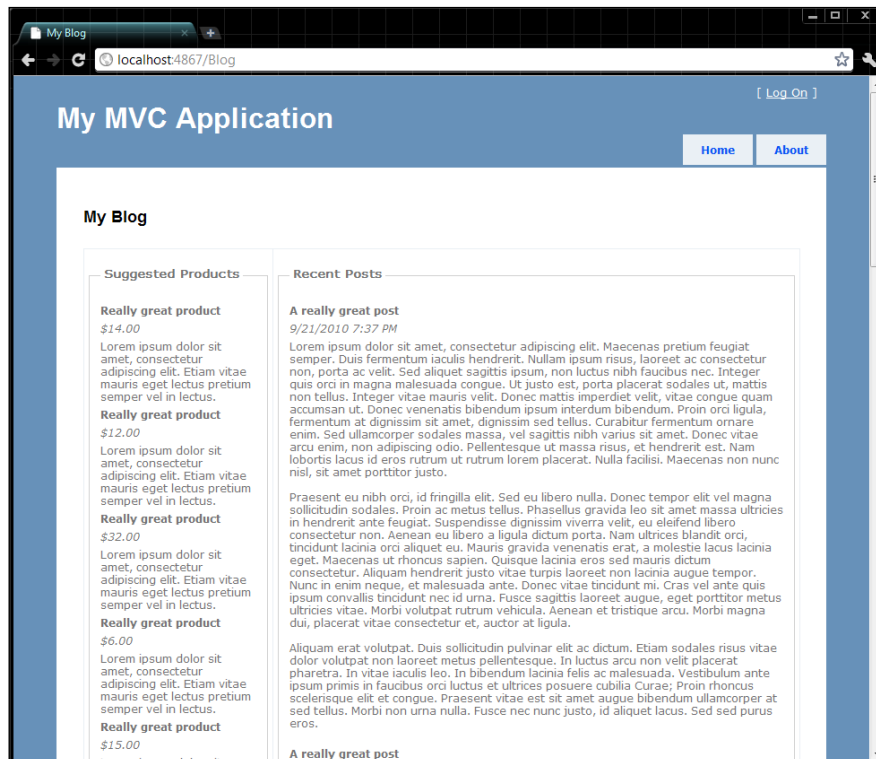 My Blog
localhost:4867/Blog
[ Log On ]
My MVC Application
Home
About
My Blog
Suggested Products
Really great product
$14.00
Lorem ipsum dolor sit
amet, consectetur
adipiscing elit. Etiam vitae
mauris eget lectus pretium
semper vel in lectus.
Really great product
$12.00
Lorem ipsum dolor sit
amet, consectetur
adipiscing elit. Etiam vitae
mauris eget lectus pretium
semper vel in lectus.
Really great product
$32.00
Lorem ipsum dolor sit
amet, consectetur
adipiscing elit. Etiam vitae
mauris eget lectus pretium
semper vel in lectus.
Really great product
$6.00
Lorem ipsum dolor sit
amet, consectetur
adipiscing elit. Etiam vitae
mauris eget lectus pretium
semper vel in lectus.
Really great product
$15.00
Recent Posts
A really great post
9/21/2010 7:37 PM
Lorem ipsum dolor sit amet, consectetur adipiscing elit. Maecenas pretium feugiat
semper. Duis fermentum iaculis hendrerit. Nullam ipsum risus, laoreet ac consectetur
non, porta ac velit. Sed aliquet sagittis ipsum, non luctus nibh faucibus nec. Integer
quis orci in magna malesuada congue. Ut justo est, porta placerat sodales ut, mattis
non tellus. Integer vitae mauris velit. Donec mattis imperdiet velit, vitae congue quam
accumsan ut. Donec venenatis bibendum ipsum interdum bibendum. Proin orci ligula,
fermentum at dignissim sit amet, dignissim sed tellus. Curabitur fermentum ornare
enim. Sed ullamcorper sodales massa, vel sagittis nibh varius sit amet. Donec vitae
arcu enim, non adipiscing odio. Pellentesque ut massa risus, et hendrerit est. Nam
lobortis lacus id eros rutrum ut rutrum lorem placerat. Nulla facilisi. Maecenas non nunc
nisl, sit amet porttitor justo.
Praesent eu nibh orci, id fringilla elit. Sed eu libero nulla. Donec tempor elit vel magna
sollicitudin sodales. Proin ac metus tellus. Phasellus gravida leo sit amet massa ultricies
in hendrerit ante feugiat. Suspendisse dignissim viverra velit, eu eleifend libero
consectetur non. Aenean eu libero a ligula dictum porta. Nam ultrices blandit orci,
tincidunt lacinia orci aliquet eu. Mauris gravida venenatis erat, a molestie lacus lacinia
eget. Maecenas ut rhoncus sapien. Quisque lacinia eros sed mauris dictum
consectetur. Aliquam hendrerit justo vitae turpis laoreet non lacinia augue tempor.
Nunc in enim neque, et malesuada ante. Donec vitae tincidunt mi. Cras vel ante quis
ipsum convallis tincidunt nec id urna. Fusce sagittis laoreet augue, eget porttitor metus
ultricies vitae. Morbi volutpat rutrum vehicula. Aenean et tristique arcu. Morbi magna
dui, placerat vitae consectetur et, auctor at ligula.
Aliquam erat volutpat. Duis sollicitudin pulvinar elit ac dictum. Etiam sodales risus vitae
dolor volutpat non laoreet metus pellentesque. In luctus arcu non velit placerat
pharetra. In vitae iaculis leo. In bibendum lacinia felis ac malesuada. Vestibulum ante
ipsum primis in faucibus orci luctus et ultrices posuere cubilia Curae; Proin rhoncus
scelerisque elit et congue. Praesent vitae est sit amet augue bibendum ullamcorper at
sed tellus. Morbi non urna nulla. Fusce nec nunc justo, id aliquet lacus. Sed sed purus
eros.
A really great post